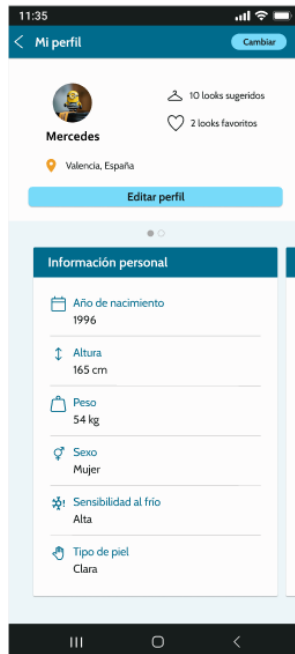 11:35
Mi perfil
Cambiar
10 looks sugeridos
2 looks favoritos
Mercedes
Valencia, España
Editar perfil
Información personal
Año de nacimiento
1996
Altura
165 cm
Peso
54 kg
Sexo
Mujer
Sensibilidad al frio
Alta
Tipo de piel
Clara